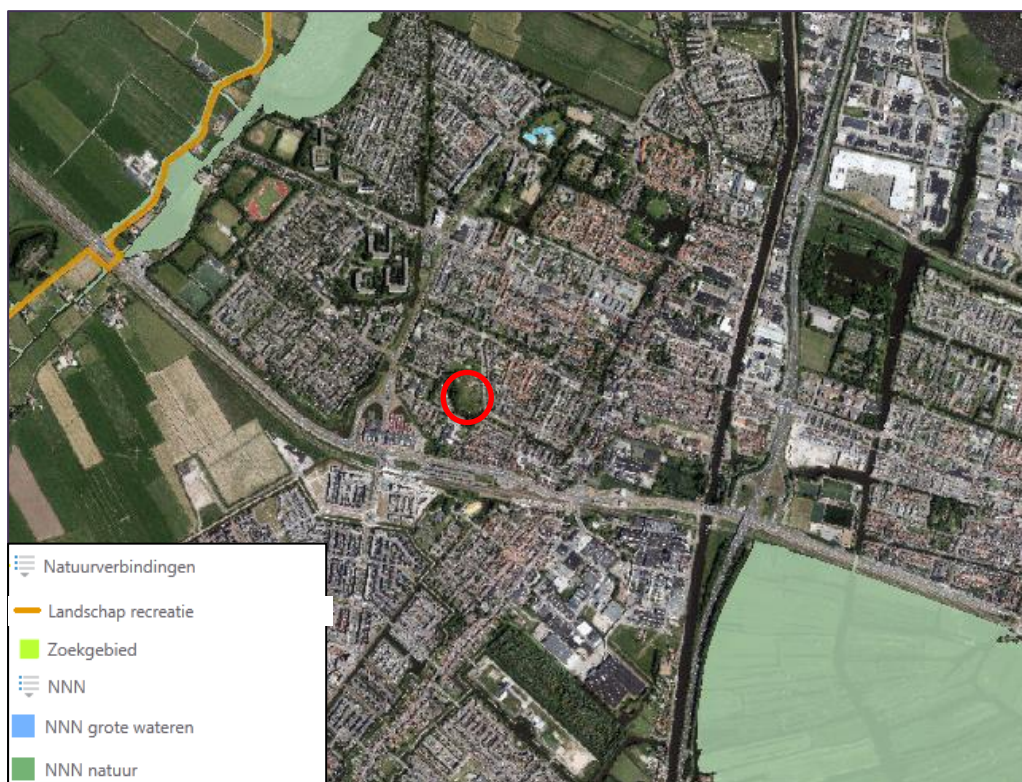 Natuurverbindingen
Landschap recreatie
Zoekgebied
NNN
NNN grote wateren
NNN natuur